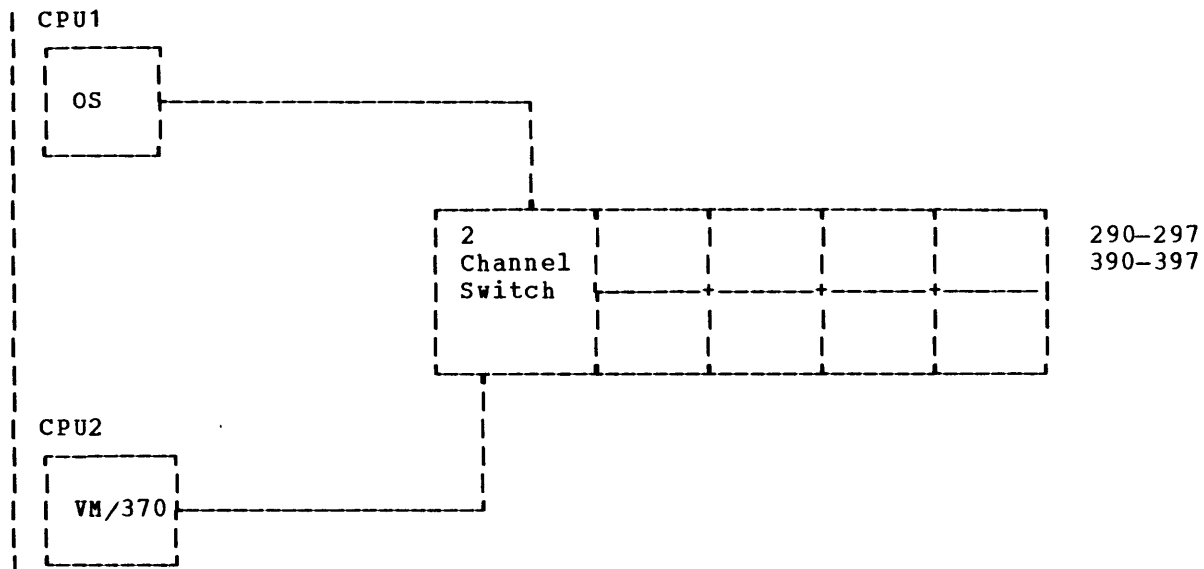 CPU1
OS
2
Channel
Switch
290-297
390-397
CPU2
VM/370